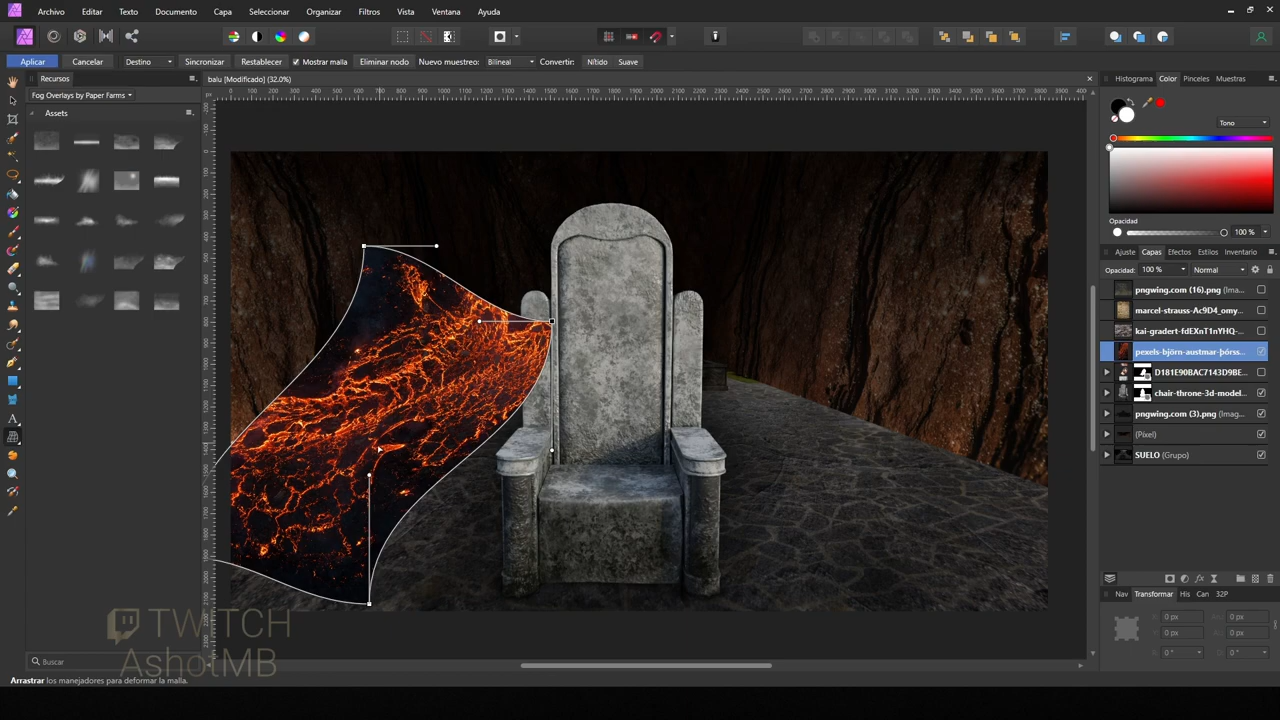 Archivo Editar Texto Documento Capa Seleccionar Organizar Filtros Vista Ventana Ayuda
Aplicar Cancelar Destino Sincronizar Restablecer Mostrar malla Eliminar nodo Nuevo muestreo: Bilineal Convertir: Nítido Suave
Recursos
balu [Modificado] (32.0%)
Histograma Color Pinceles Muestras
Fog Overlays by Paper Farms
Assets
Tono
Opacidad
100 %
Ajuste Capas Efectos Estilos Inventario
Opacidad: 100 % Normal
pngwing.com (16).png (Ima...
marcel-strauss-Ac9D4_omy...
kai-gradert-fdEXnT1nYHQ-...
pexels-björn-austmar-þórss...
D181E90BAC7143D9BE...
chair-throne-3d-model...
pngwing.com (3).png (Imag...
(Píxel)
SUELO (Grupo)
Nav Transformar His Can 32P
0 px 0 px
0 px 0 px
0 ° 0 °
TWITCH
AshotMB
Buscar
Arrastrar los manejadores para deformar la malla.